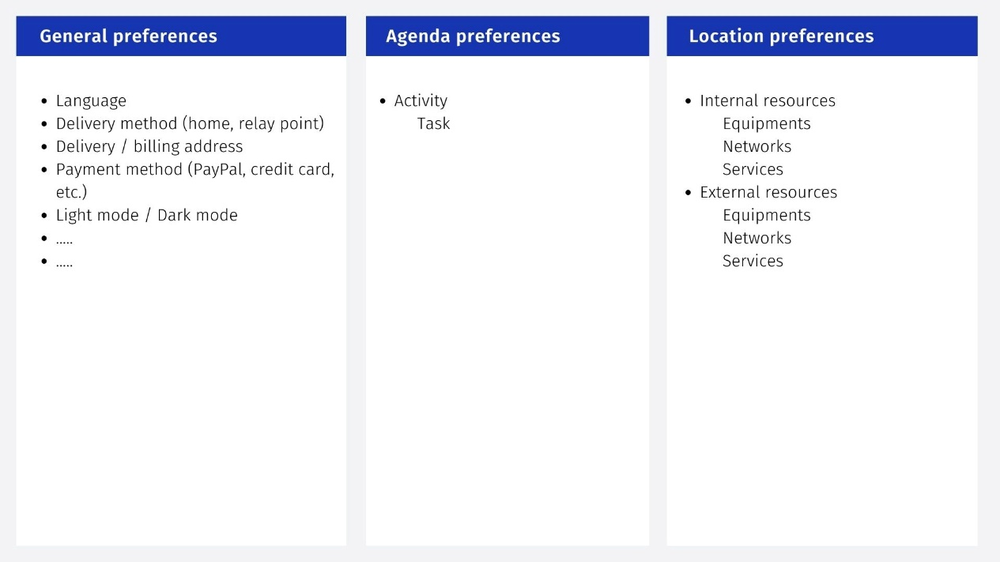 General preferences
• Language
• Delivery method (home, relay point)
• Delivery / billing address
• Payment method (PayPal, credit card,
etc.)
• Light mode / Dark mode
• .....
• .....
Agenda preferences
• Activity
Task
Location preferences
• Internal resources
Equipments
Networks
Services
• External resources
Equipments
Networks
Services